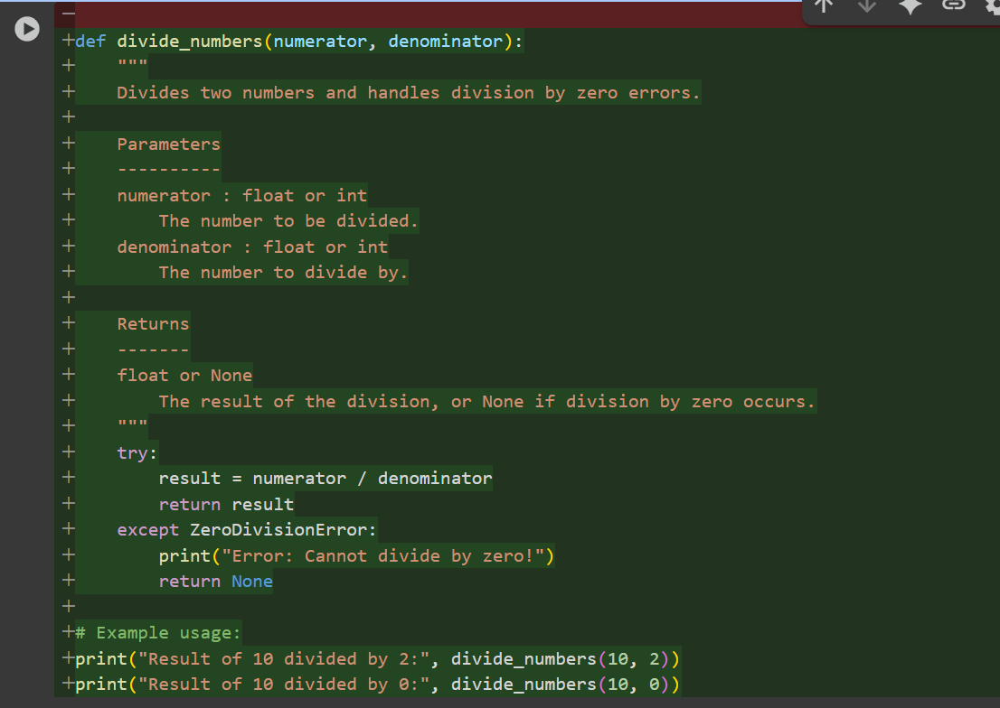 -
+def divide_numbers(numerator, denominator):
+    """
+    Divides two numbers and handles division by zero errors.
+
+    Parameters
+    ----------
+    numerator : float or int
+        The number to be divided.
+    denominator : float or int
+        The number to divide by.
+
+    Returns
+    -------
+    float or None
+        The result of the division, or None if division by zero occurs.
+    """
+    try:
+        result = numerator / denominator
+        return result
+    except ZeroDivisionError:
+        print("Error: Cannot divide by zero!")
+        return None
+
+# Example usage:
+print("Result of 10 divided by 2:", divide_numbers(10, 2))
+print("Result of 10 divided by 0:", divide_numbers(10, 0))